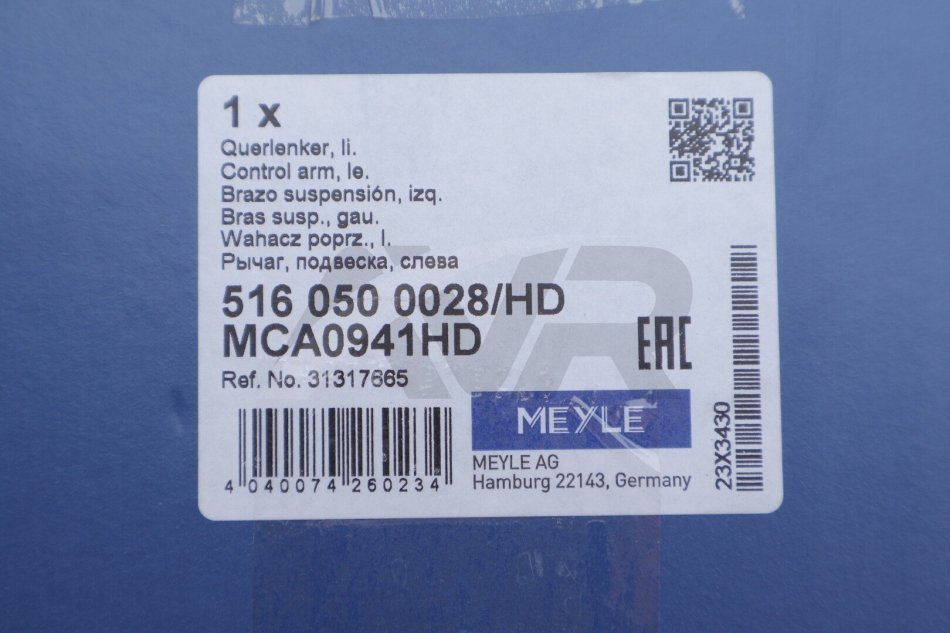 1 x
Querlenker, li.
Control arm, le.
Brazo suspensión, izq.
Bras susp., gau.
Wahacz poprz., l.
Рычаг, подвеска, слева
516 050 0028/HD
MCA0941HD
Ref. No. 31317665
EAC
MEYLE
MEYLE AG
Hamburg 22143, Germany
4 040074 260234
23X3430